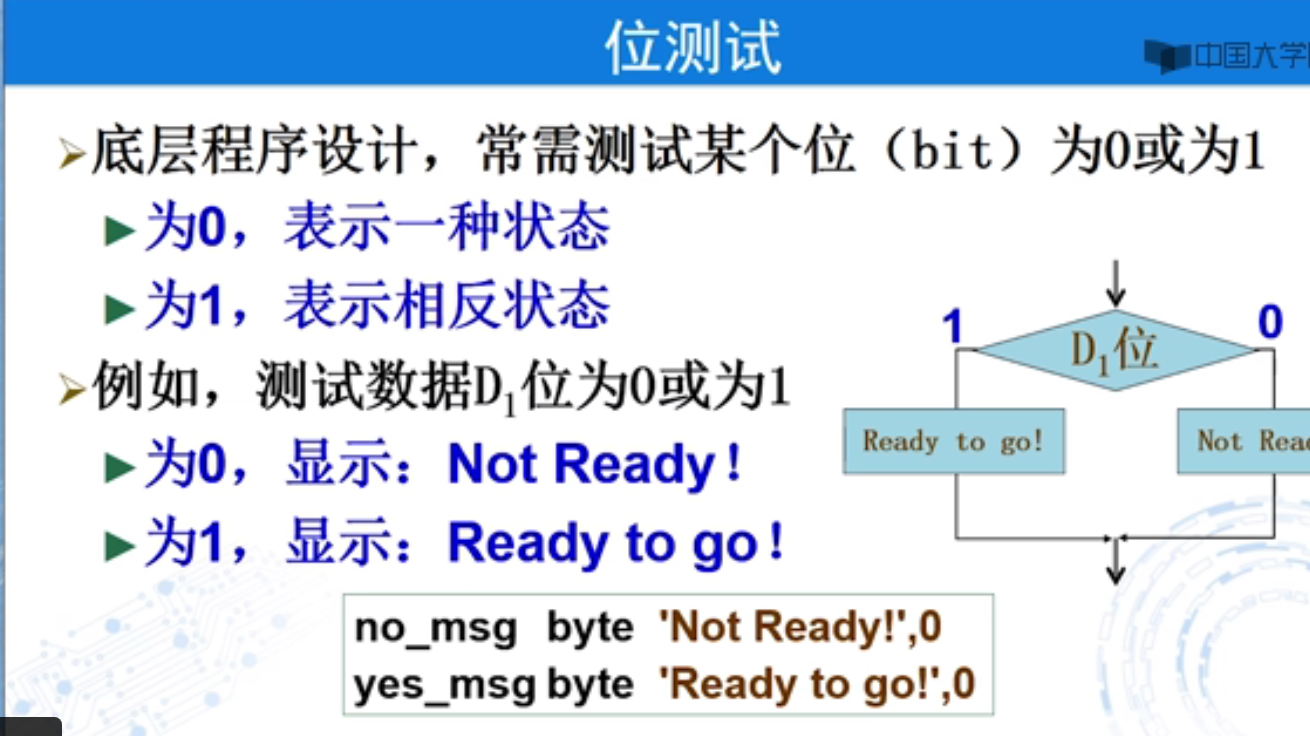 位测试
中国大学
底层程序设计，常需测试某个位（bit）为0或为1
为0，表示一种状态
为1，表示相反状态
例如，测试数据D₁位为0或为1
为0，显示：Not Ready！
为1，显示：Ready to go！
1
0
D₁位
Ready to go!
Not
no_msg byte 'Not Ready!',0
yes_msg byte 'Ready to go!',0